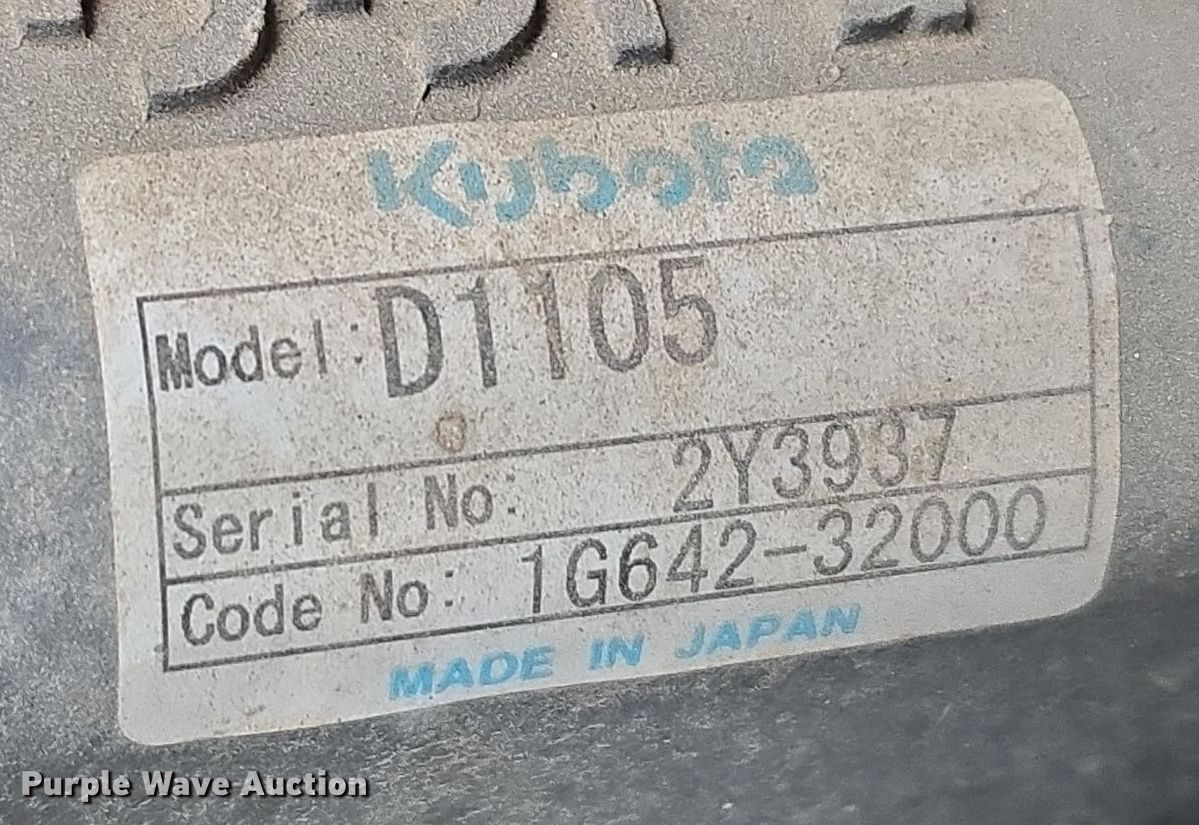 Kubota
Model: D1105
Serial No: 2Y3937
Code No: 1G642-32000
MADE IN JAPAN
Purple Wave Auction